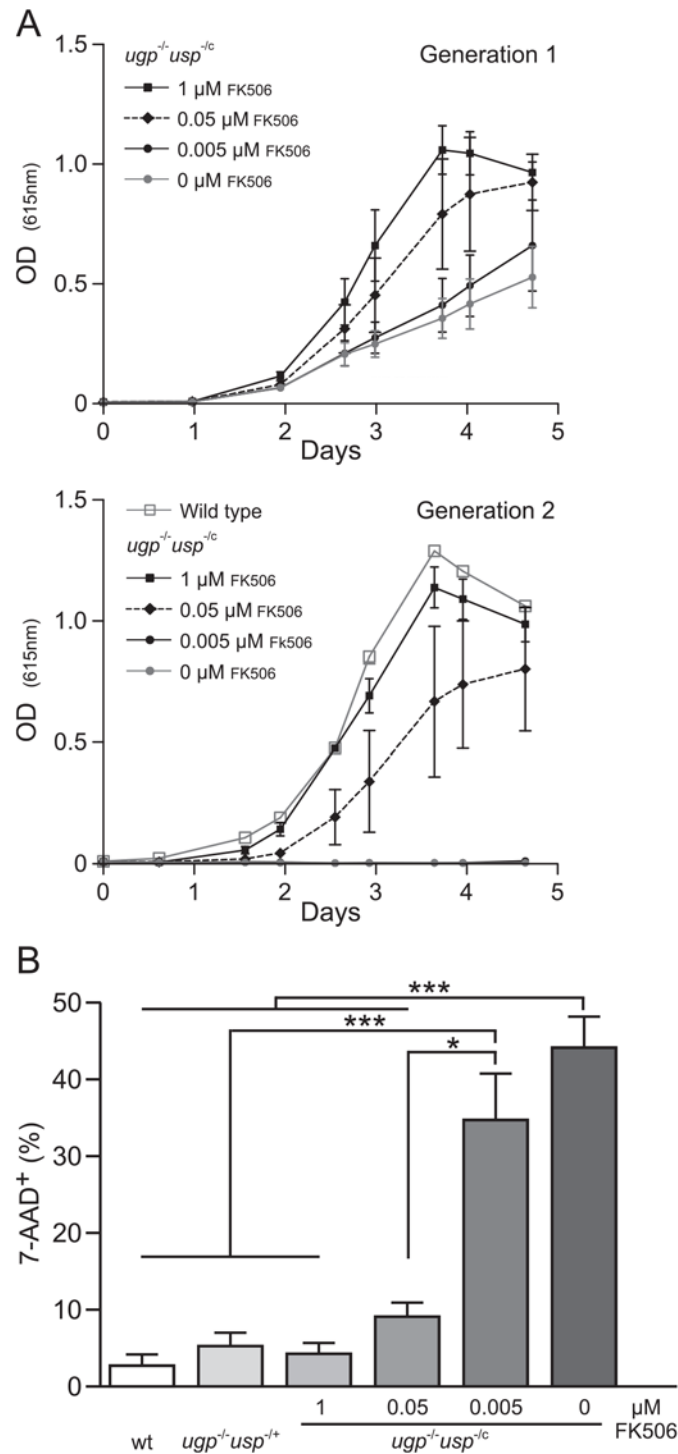 A
1.5
ugp-/-usp-/c
Generation 1
1 µM FK506
0.05 µM FK506
1.0
0.005 µM FK506
0 µM FK506
OD (615nm)
0.5
0
0 1 2 3 4 5
Days
1.5
Wild type
Generation 2
ugp-/-usp-/c
1 µM FK506
0.05 µM FK506
1.0
0.005 µM Fk506
0 µM FK506
OD (615nm)
0.5
0
0 1 2 3 4 5
Days
B
50
***
***
*
40
7-AAD+ (%)
30
20
10
0
1 0.05 0.005 0 µM
FK506
wt ugp-/-usp-/+ ugp-/-usp-/c